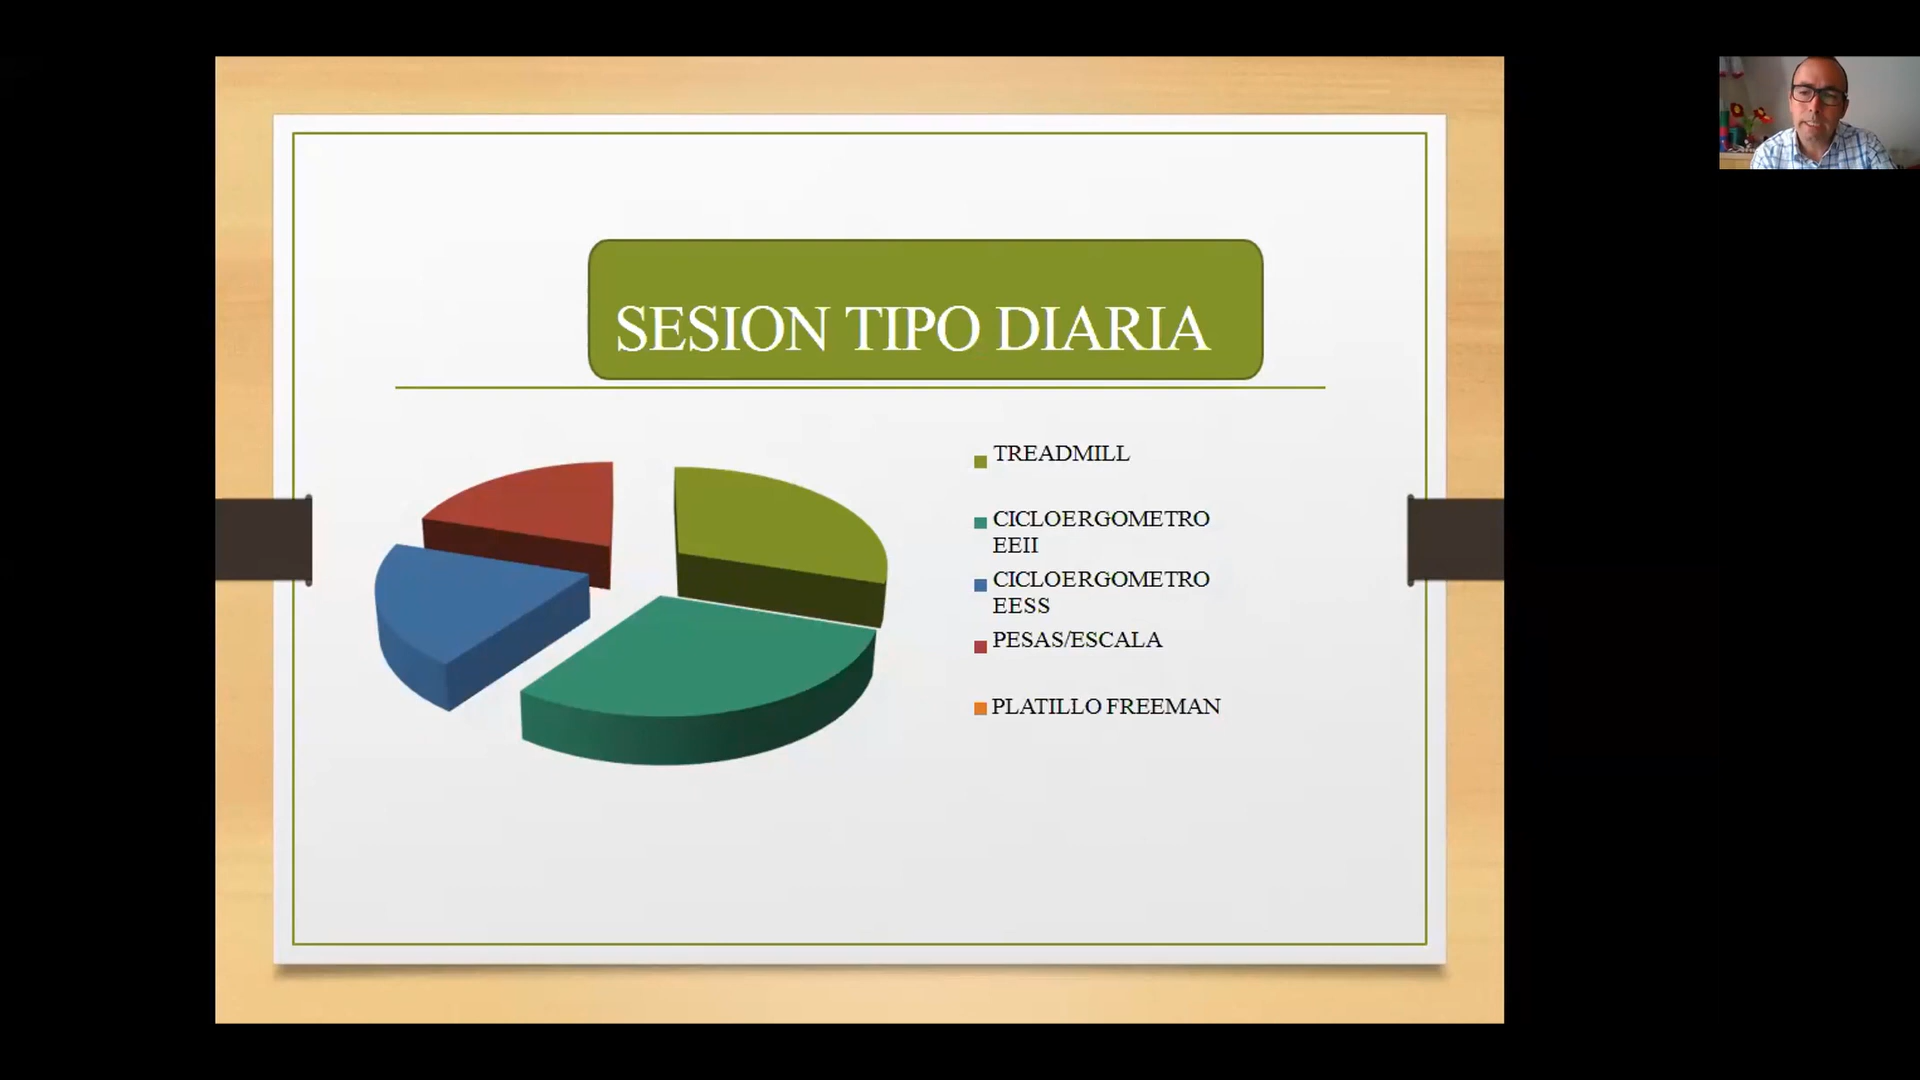 SESION TIPO DIARIA
TREADMILL
CICLOERGOMETRO
EEII
CICLOERGOMETRO
EESS
PESAS/ESCALA
PLATILLO FREEMAN